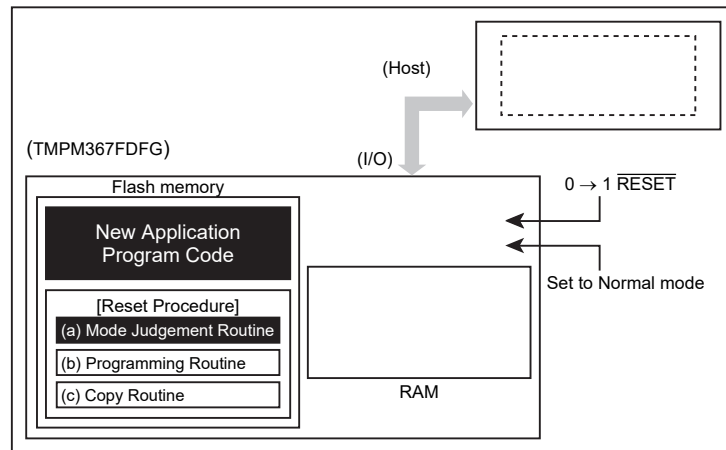 (Host)
(TMPM367FDFG)
(I/O)
Flash memory
0 → 1 RESET
New Application
Program Code
Set to Normal mode
[Reset Procedure]
(a) Mode Judgement Routine
(b) Programming Routine
(c) Copy Routine
RAM